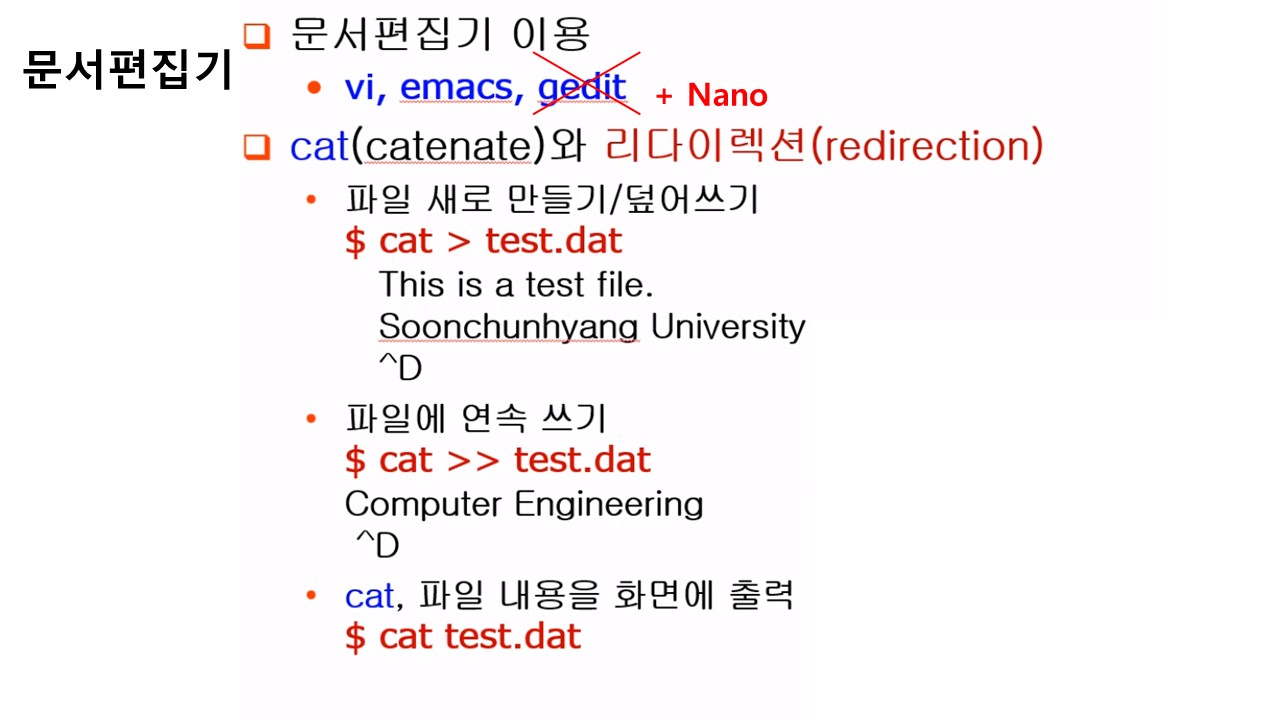 문서편집기
❑ 문서편집기 이용
• vi, emacs, gedit + Nano
❑ cat(catenate)와 리다이렉션(redirection)
• 파일 새로 만들기/덮어쓰기
$ cat > test.dat
This is a test file.
Soonchunhyang University
^D
• 파일에 연속 쓰기
$ cat >> test.dat
Computer Engineering
^D
• cat, 파일 내용을 화면에 출력
$ cat test.dat